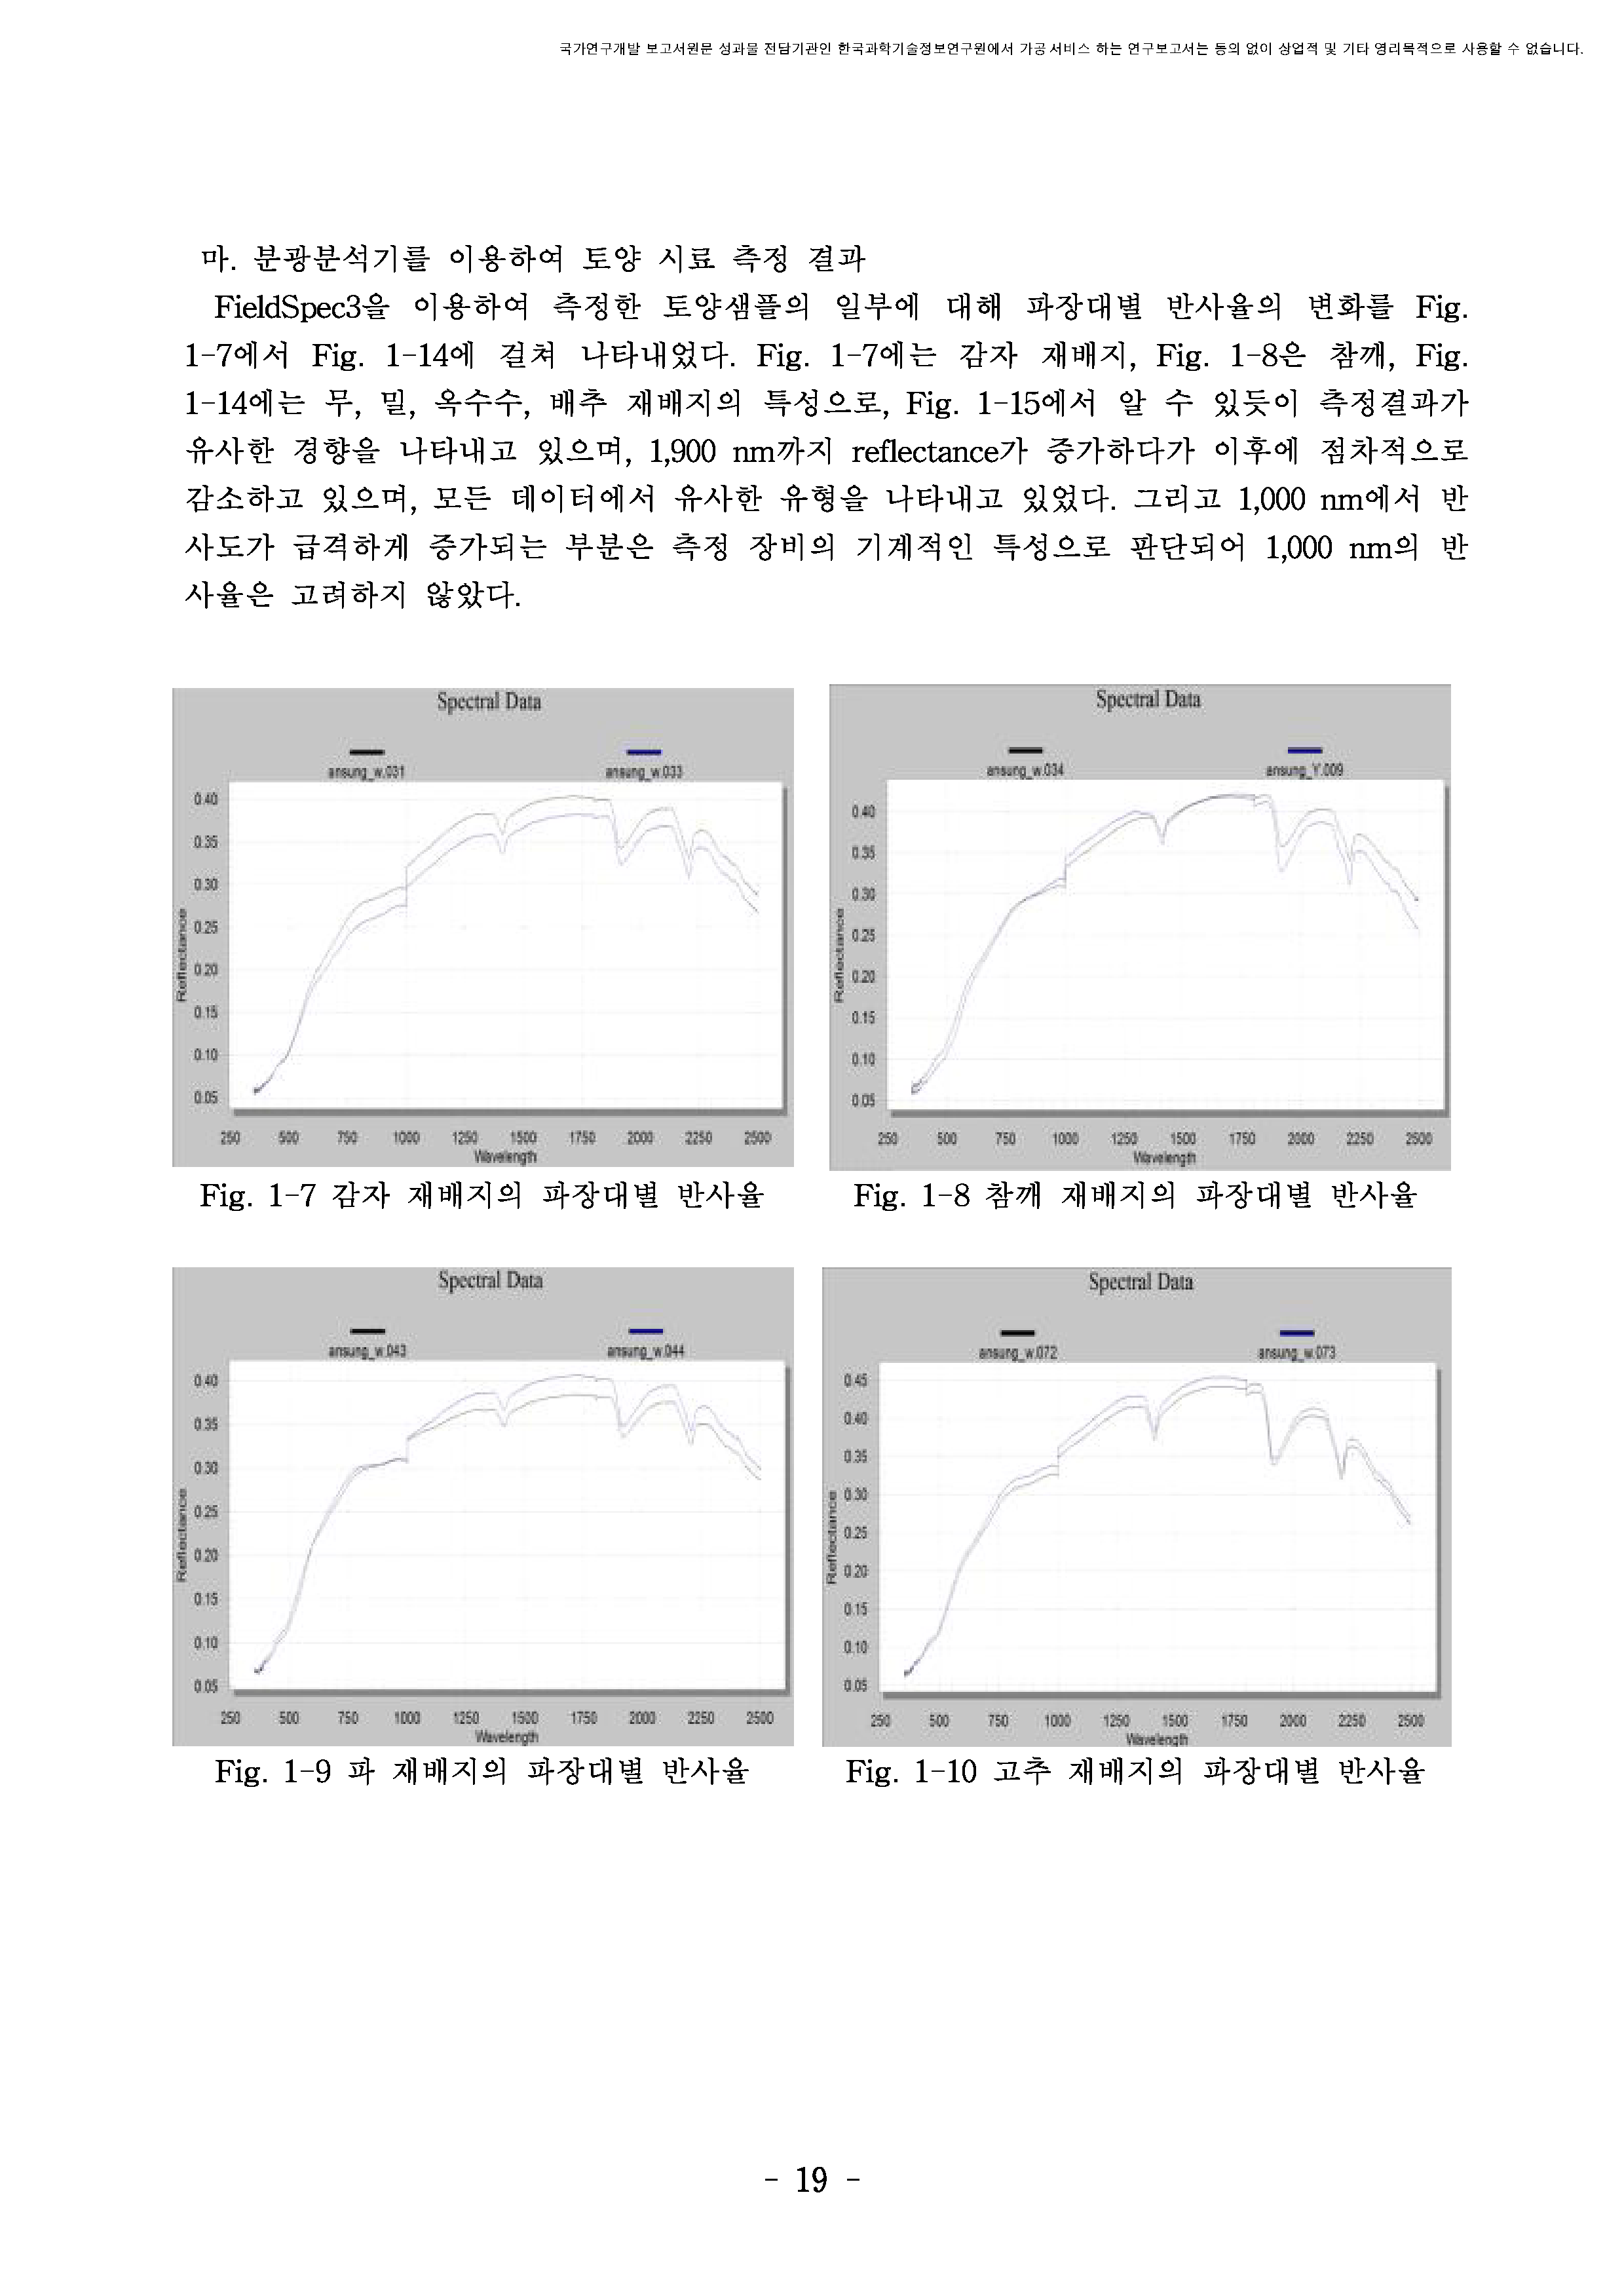 국가연구개발 보고서원문 성과물 전담기관인 한국과학기술정보연구원에서 가공·서비스 하는 연구보고서는 동의 없이 상업적 및 기타 영리목적으로 사용할 수 없습니다.
마. 분광분석기를 이용하여 토양 시료 측정 결과
FieldSpec3을 이용하여 측정한 토양샘플의 일부에 대해 파장대별 반사율의 변화를 Fig.
1-7에서 Fig. 1-14에 걸쳐 나타내었다. Fig. 1-7에는 감자 재배지, Fig. 1-8은 참깨, Fig.
1-14에는 무, 밀, 옥수수, 배추 재배지의 특성으로, Fig. 1-15에서 알 수 있듯이 측정결과가
유사한 경향을 나타내고 있으며, 1,900 nm까지 reflectance가 증가하다가 이후에 점차적으로
감소하고 있으며, 모든 데이터에서 유사한 유형을 나타내고 있었다. 그리고 1,000 nm에서 반
사도가 급격하게 증가되는 부분은 측정 장비의 기계적인 특성으로 판단되어 1,000 nm의 반
사율은 고려하지 않았다.
Spectral Data
ansung_w.031 ansung_w.033
0.40
0.35
0.30
0.25
0.20
0.15
0.10
0.05
Reflectance
250 500 750 1000 1250 1500 1750 2000 2250 2500
Wavelength
Fig. 1-7 감자 재배지의 파장대별 반사율
Spectral Data
ansung_w.034 ansung_Y.009
0.40
0.35
0.30
0.25
0.20
0.15
0.10
0.05
Reflectance
250 500 750 1000 1250 1500 1750 2000 2250 2500
Wavelength
Fig. 1-8 참깨 재배지의 파장대별 반사율
Spectral Data
ansung_w.043 ansung_w.044
0.40
0.35
0.30
0.25
0.20
0.15
0.10
0.05
Reflectance
250 500 750 1000 1250 1500 1750 2000 2250 2500
Wavelength
Fig. 1-9 파 재배지의 파장대별 반사율
Spectral Data
ansung_w.072 ansung_w.073
0.45
0.40
0.35
0.30
0.25
0.20
0.15
0.10
0.05
Reflectance
250 500 750 1000 1250 1500 1750 2000 2250 2500
Wavelength
Fig. 1-10 고추 재배지의 파장대별 반사율
- 19 -